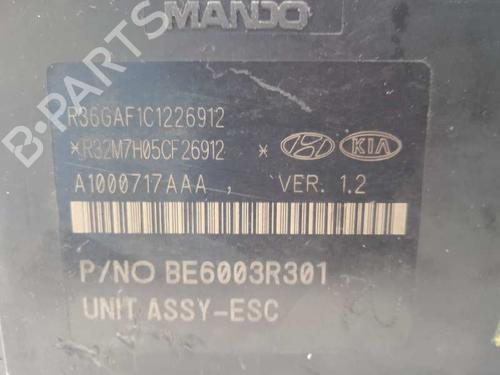 MANDO
R36GAF1C1226912
*R32M7H05CF26912 *
KIA
A1000717AAA , VER. 1.2
P/NO BE6003R301
UNIT ASSY-ESC
B-PARTS